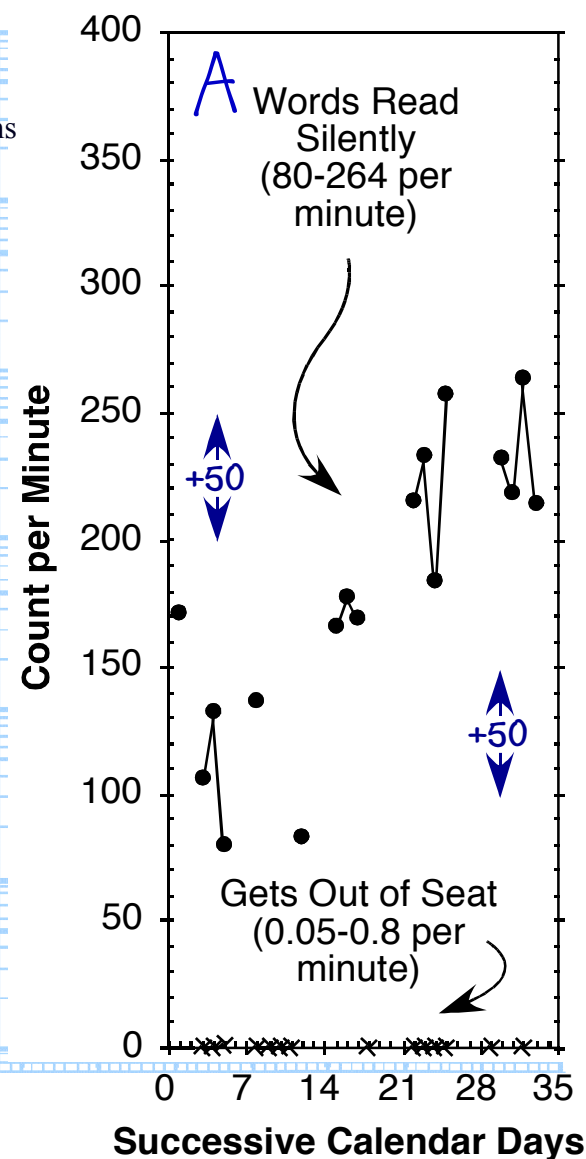 400
A
Words Read
Silently
(80-264 per
minute)
ns
350
300
250
+50
200
150
+50
100
Gets Out of Seat
(0.05-0.8 per
minute)
50
0
Count per Minute
0 7 14 21 28 35
Successive Calendar Days